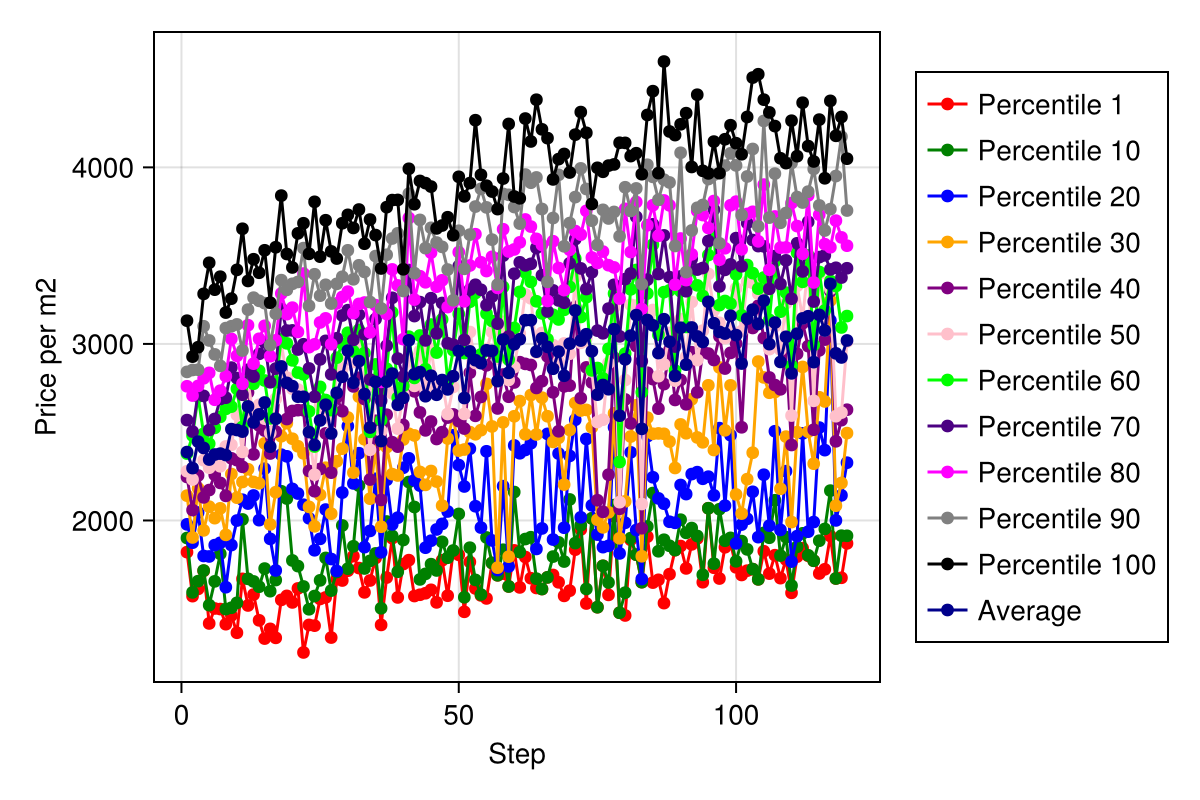 Price per m2
4000
3000
2000
0
50
100
Step
Percentile 1
Percentile 10
Percentile 20
Percentile 30
Percentile 40
Percentile 50
Percentile 60
Percentile 70
Percentile 80
Percentile 90
Percentile 100
Average